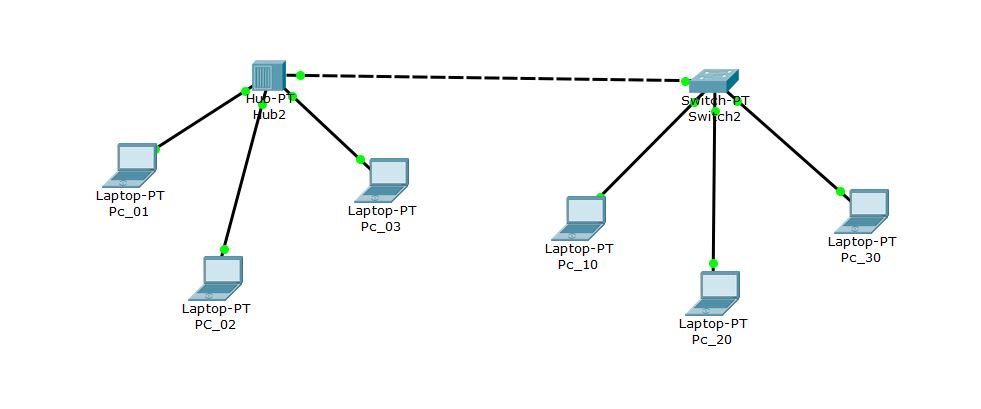 Hub-PT
Hub2
Switch-PT
Switch2
Laptop-PT
Pc_01
Laptop-PT
Pc_03
Laptop-PT
PC_02
Laptop-PT
Pc_10
Laptop-PT
Pc_20
Laptop-PT
Pc_30